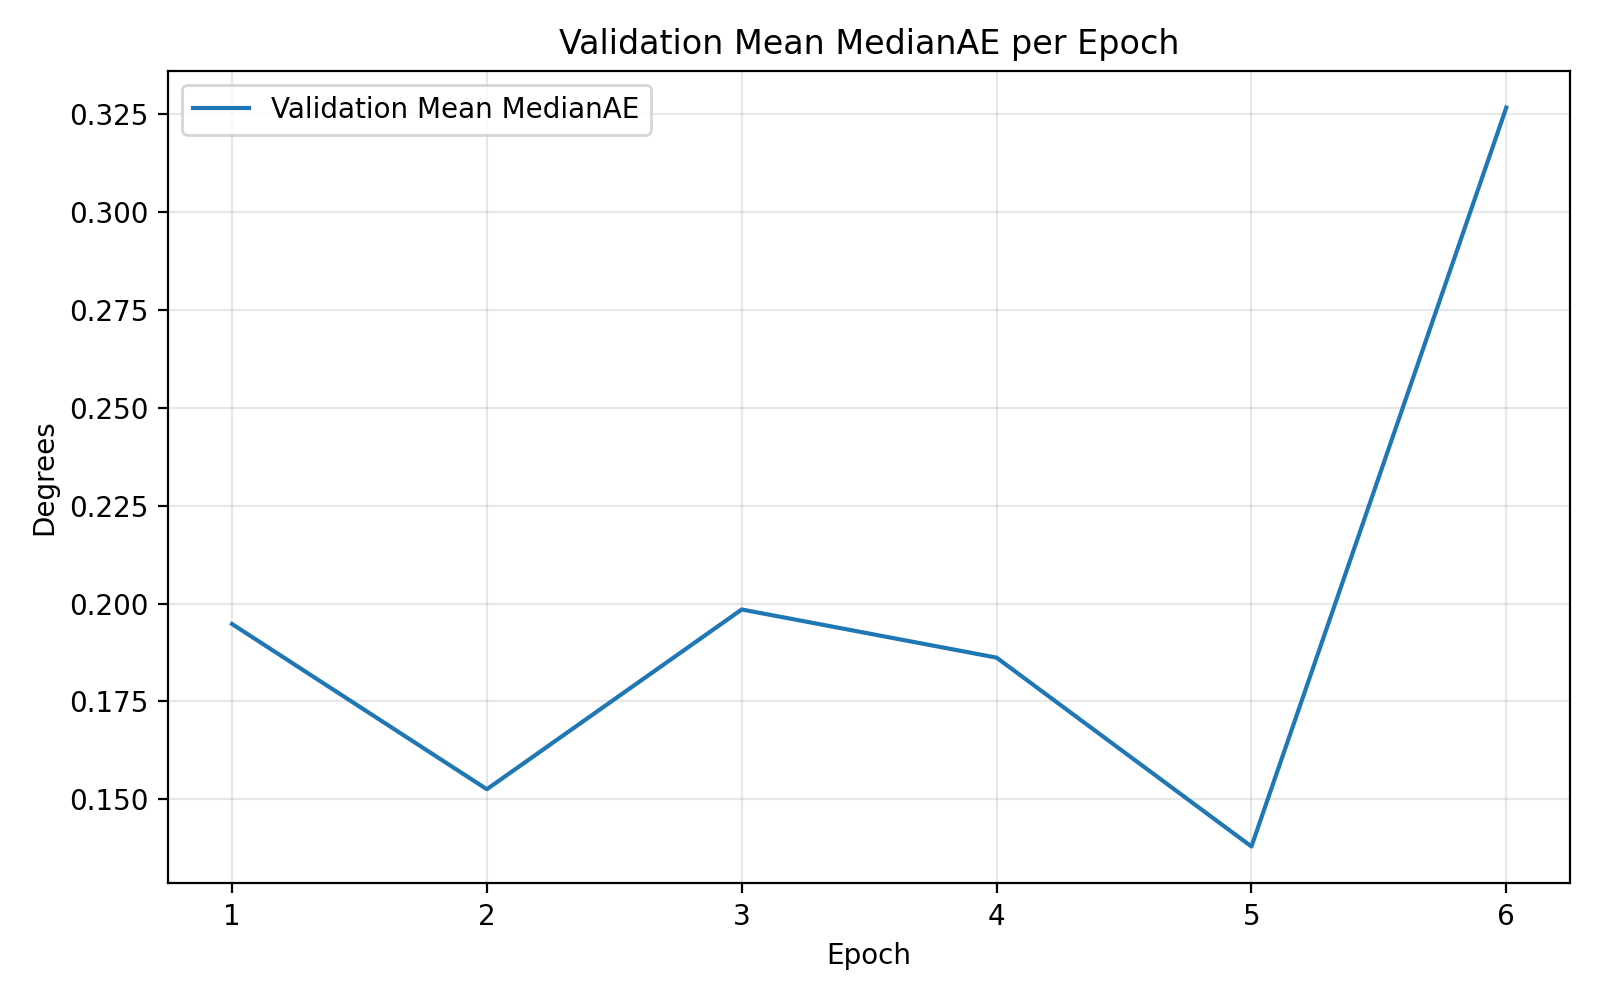 Validation Mean MedianAE per Epoch
Validation Mean MedianAE
0.325
0.300
0.275
0.250
0.225
0.200
0.175
0.150
Degrees
1 2 3 4 5 6
Epoch